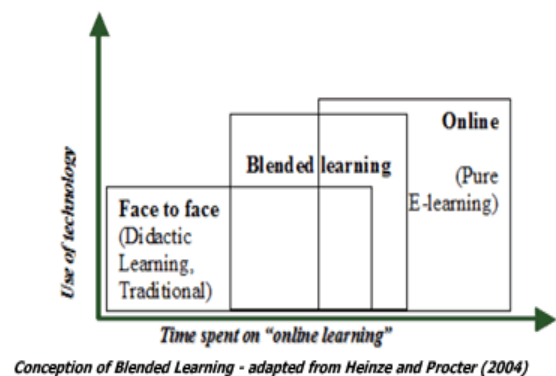 Use of technology
Online
(Pure
E-learning)
Blended learning
Face to face
(Didactic
Learning,
Traditional)
Time spent on “online learning”
Conception of Blended Learning - adapted from Heinze and Procter (2004)